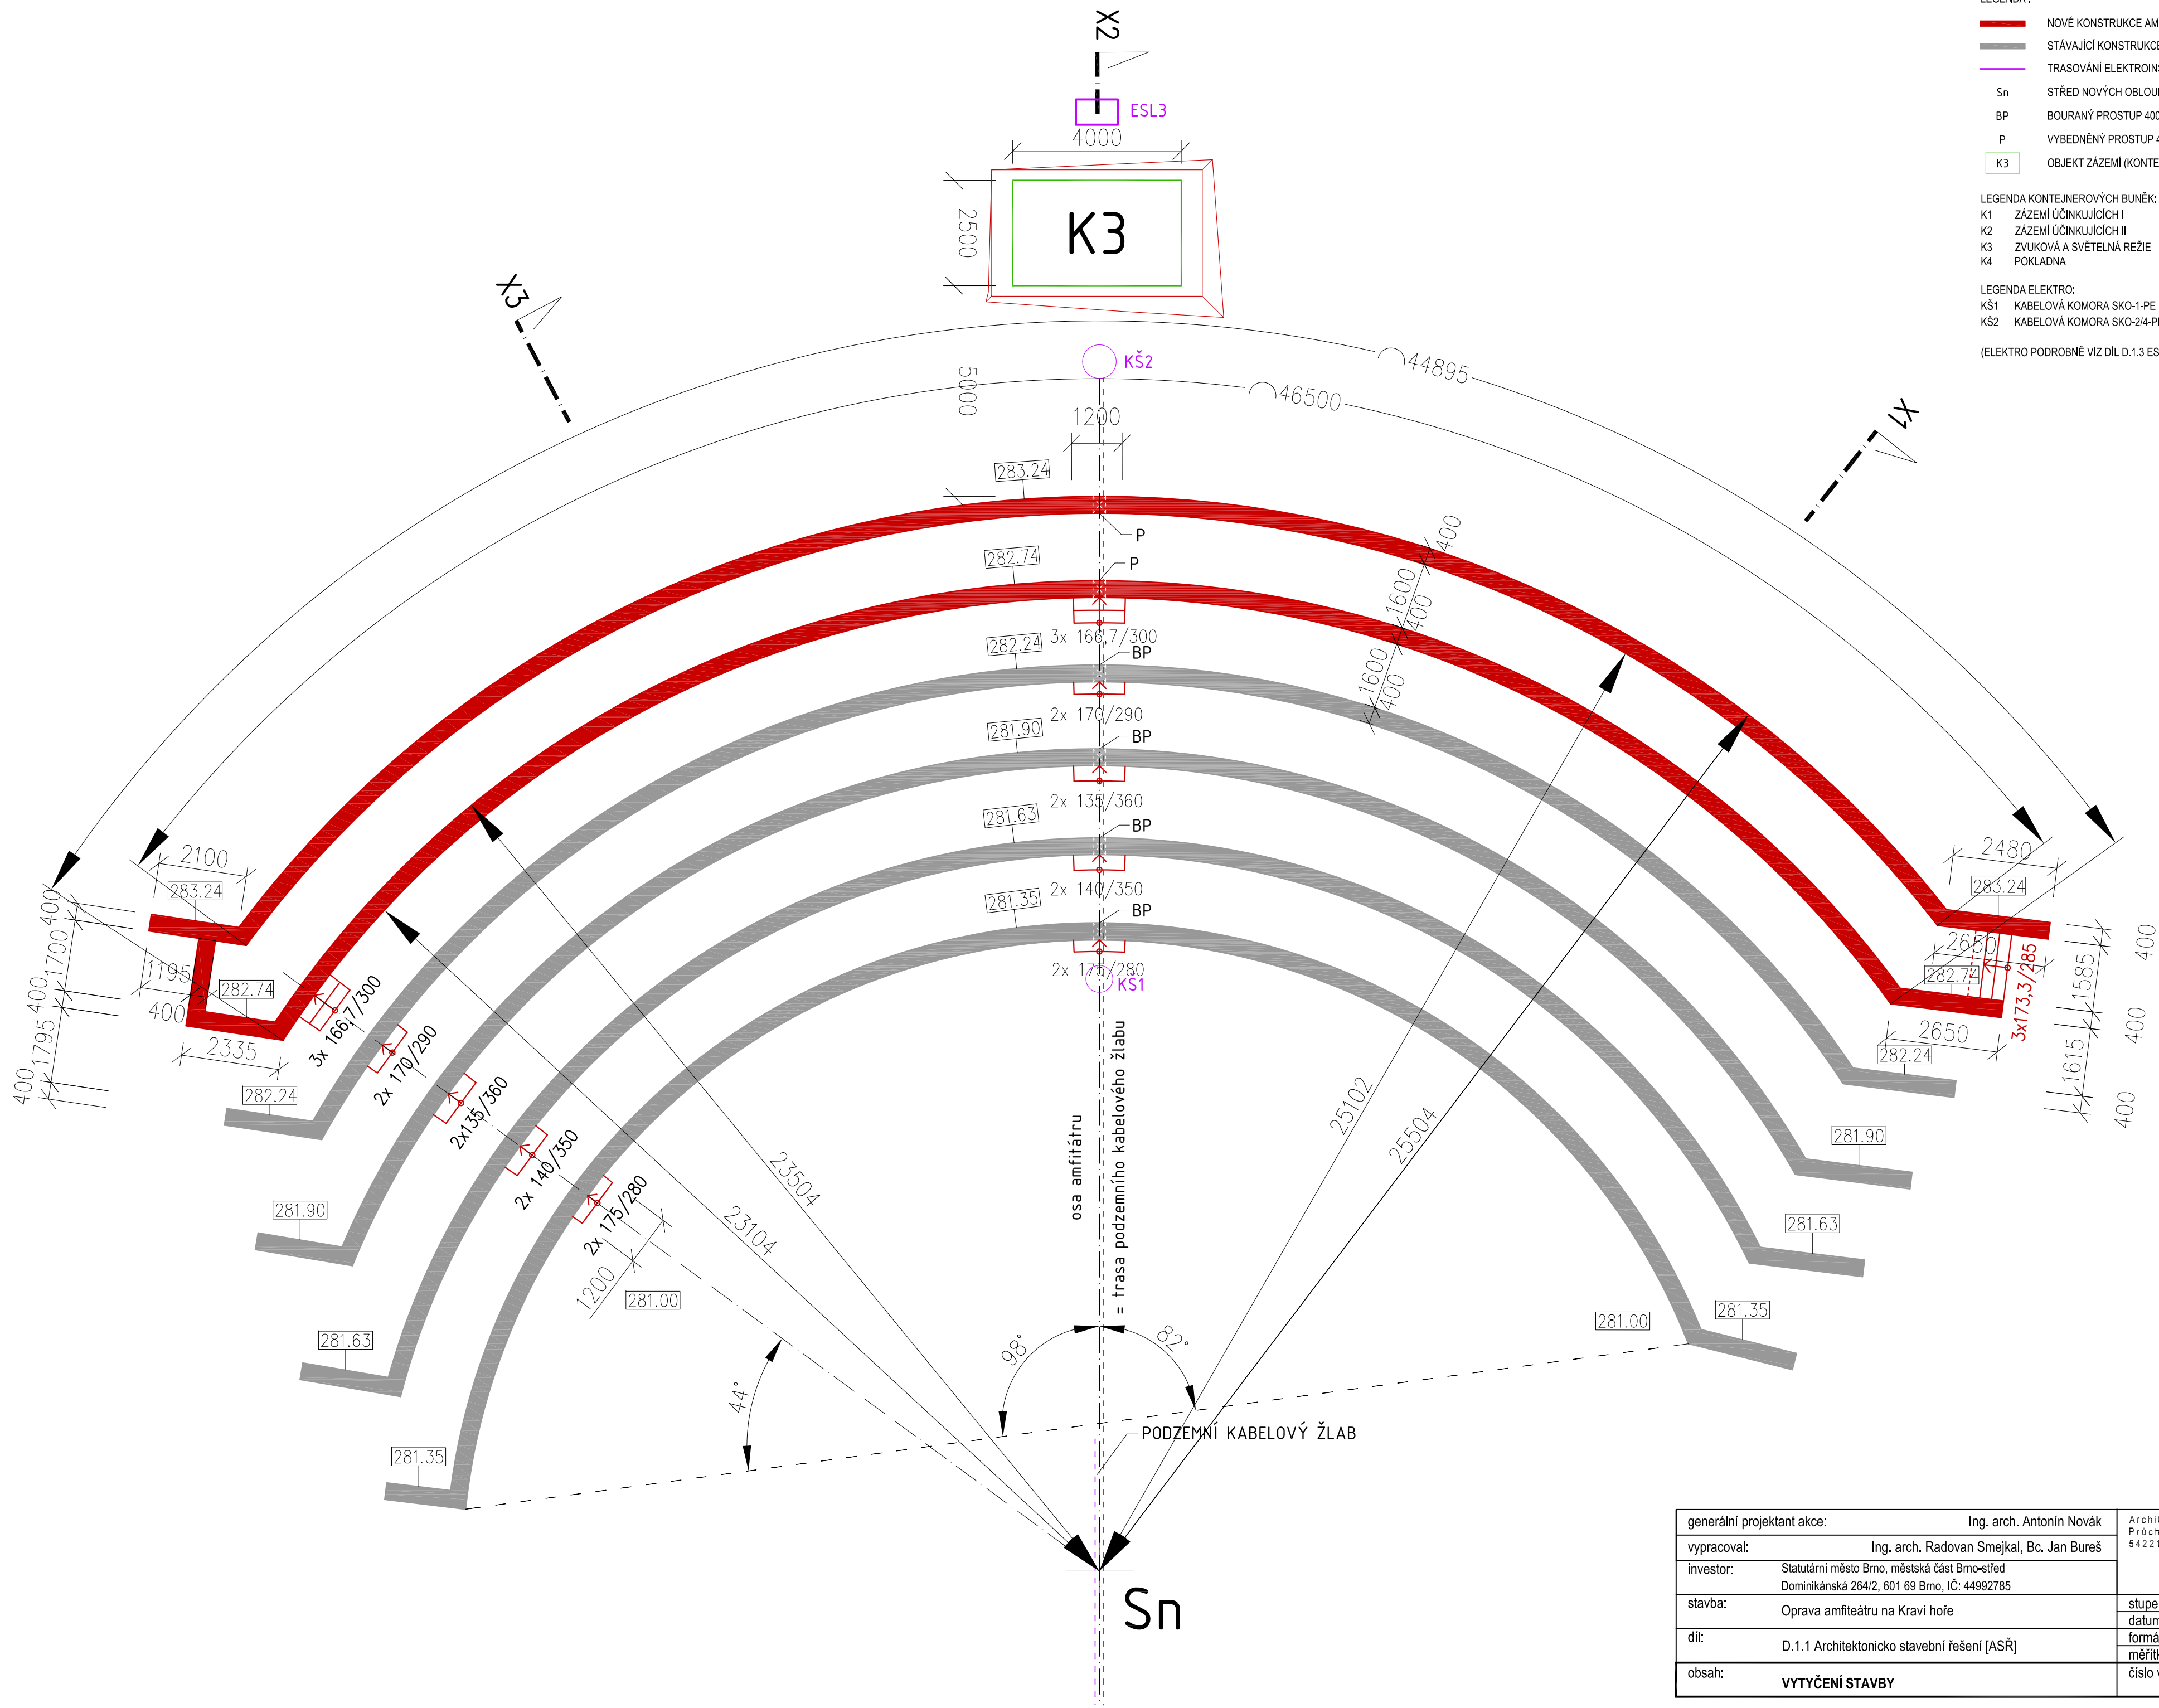 LEGENDA :
NOVÉ KONSTRUKCE AM
STÁVAJÍCÍ KONSTRUKCE
TRASOVÁNÍ ELEKTROINS
Sn STŘED NOVÝCH OBLOU
BP BOURANÝ PROSTUP 400
P VYBEDNĚNÝ PROSTUP 4
K3 OBJEKT ZÁZEMÍ (KONTE
LEGENDA KONTEJNEROVÝCH BUNĚK:
K1 ZÁZEMÍ ÚČINKUJÍCÍCH I
K2 ZÁZEMÍ ÚČINKUJÍCÍCH II
K3 ZVUKOVÁ A SVĚTELNÁ REŽIE
K4 POKLADNA
LEGENDA ELEKTRO:
KŠ1 KABELOVÁ KOMORA SKO-1-PE
KŠ2 KABELOVÁ KOMORA SKO-2/4-P
(ELEKTRO PODROBNĚ VIZ DÍL D.1.3 ES
X2
ESL3
4000
K3
2500
X3
5000
KŠ2
44895
46500
X1
1200
283.24
P
282.74
P
400
1600
400
1600
400
3x 166,7/300
282.24
BP
2x 170/290
281.90
BP
2x 135/360
281.63
BP
2x 140/350
281.35
BP
2x 175/280
KŠ1
2100
283.24
400
1700
400
1795
400
1195
400
282.74
2335
282.24
281.90
281.63
281.35
3x 166,7/300
2x 170/290
2x135/360
2x 140/350
2x 175/280
1200
281.00
2480
283.24
2650
282.74
3x173,3/285
400
1585
400
1615
400
2650
282.24
281.90
281.63
281.35
281.00
23504
23104
25102
25504
osa amfitátru
= trasa podzemního kabelového žlabu
98°
82°
44°
PODZEMNÍ KABELOVÝ ŽLAB
Sn
generální projektant akce: Ing. arch. Antonín Novák
vypracoval: Ing. arch. Radovan Smejkal, Bc. Jan Bureš
investor: Statutární město Brno, městská část Brno-střed
Dominikánská 264/2, 601 69 Brno, IČ: 44992785
stavba: Oprava amfiteátru na Kraví hoře
díl: D.1.1 Architektonicko stavební řešení [ASŘ]
obsah: VYTYČENÍ STAVBY
Archi
Průch
54221
stupe
datum
formá
měřít
číslo v